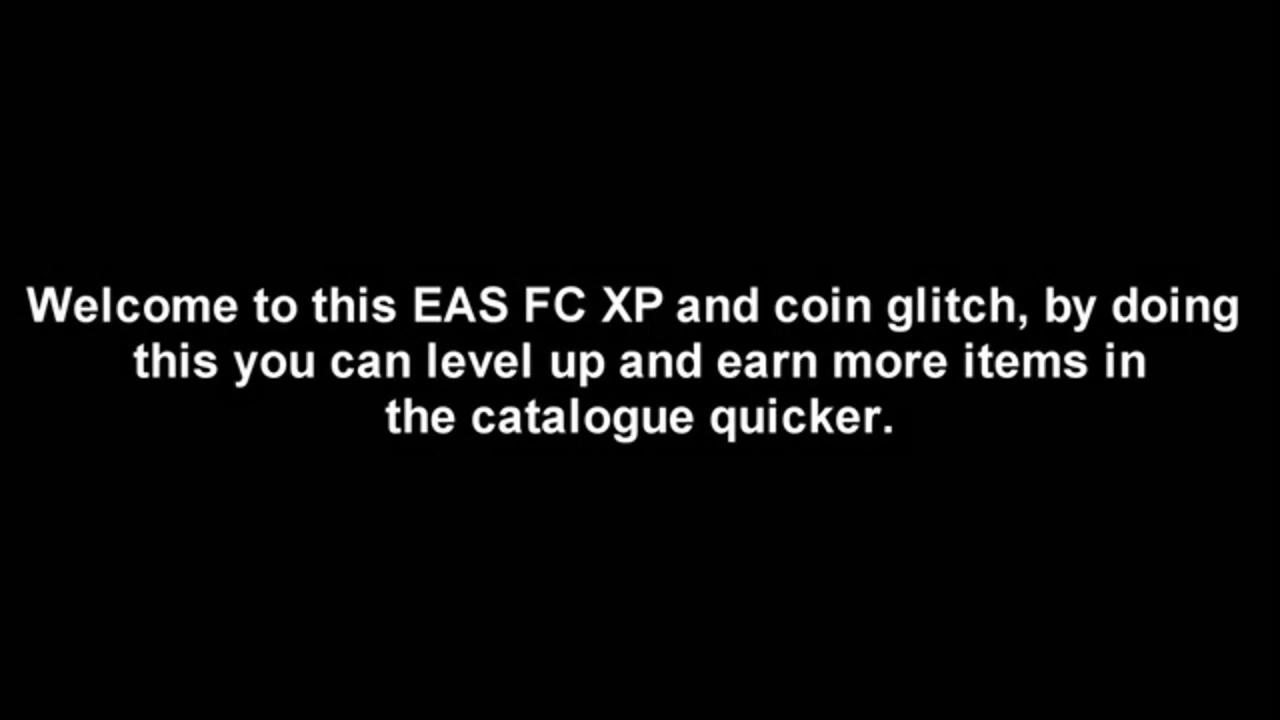 Welcome to this EAS FC XP and coin glitch, by doing
this you can level up and earn more items in
the catalogue quicker.